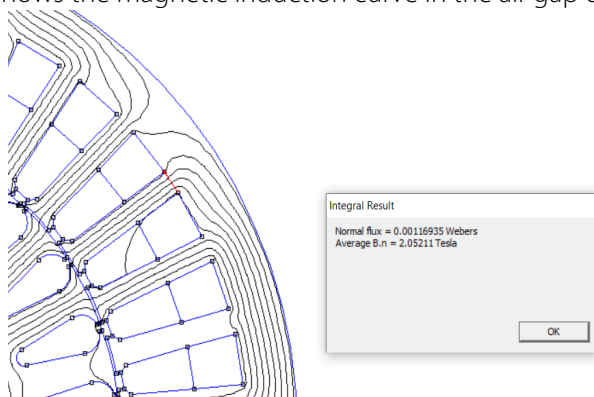 shows the magnetic induction curve in the air gap
Integral Result
Normal flux = 0.00116935 Webers
Average B.n = 2.05211 Tesla
OK